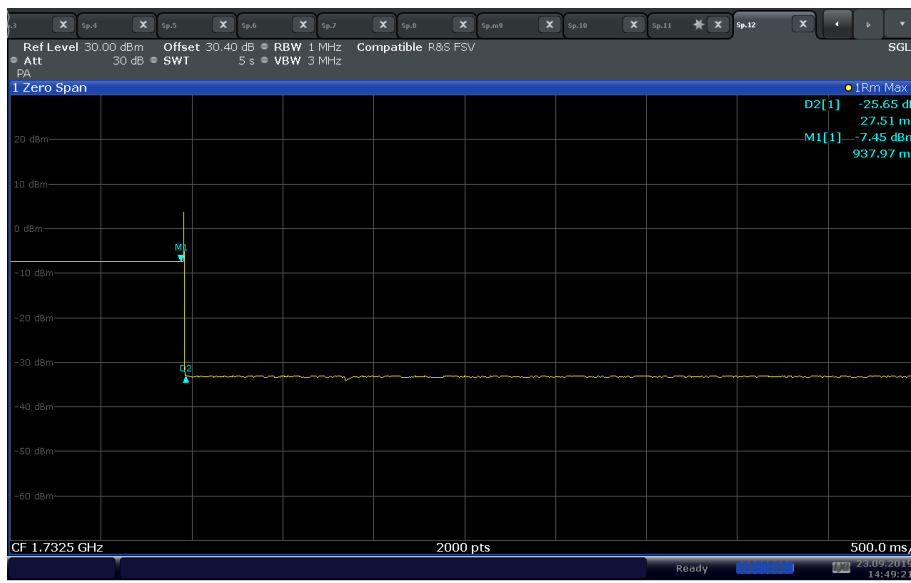 .3 Sp.4 Sp.5 Sp.6 Sp.7 Sp.8 Sp.m9 Sp.10 Sp.11 Sp.12
Ref Level 30.00 dBm Offset 30.40 dB RBW 1 MHz Compatible R&S FSV SGL
Att 30 dB SWT 5 s VBW 3 MHz
PA
1 Zero Span 1Rm Max
D2[1] -25.65 d
27.51 m
M1[1] -7.45 dBm
937.97 m
20 dBm
10 dBm
0 dBm
M1
-10 dBm
-20 dBm
-30 dBm
D2
-40 dBm
-50 dBm
-60 dBm
CF 1.7325 GHz 2000 pts 500.0 ms/
Ready 23.09.2019
14:49:21